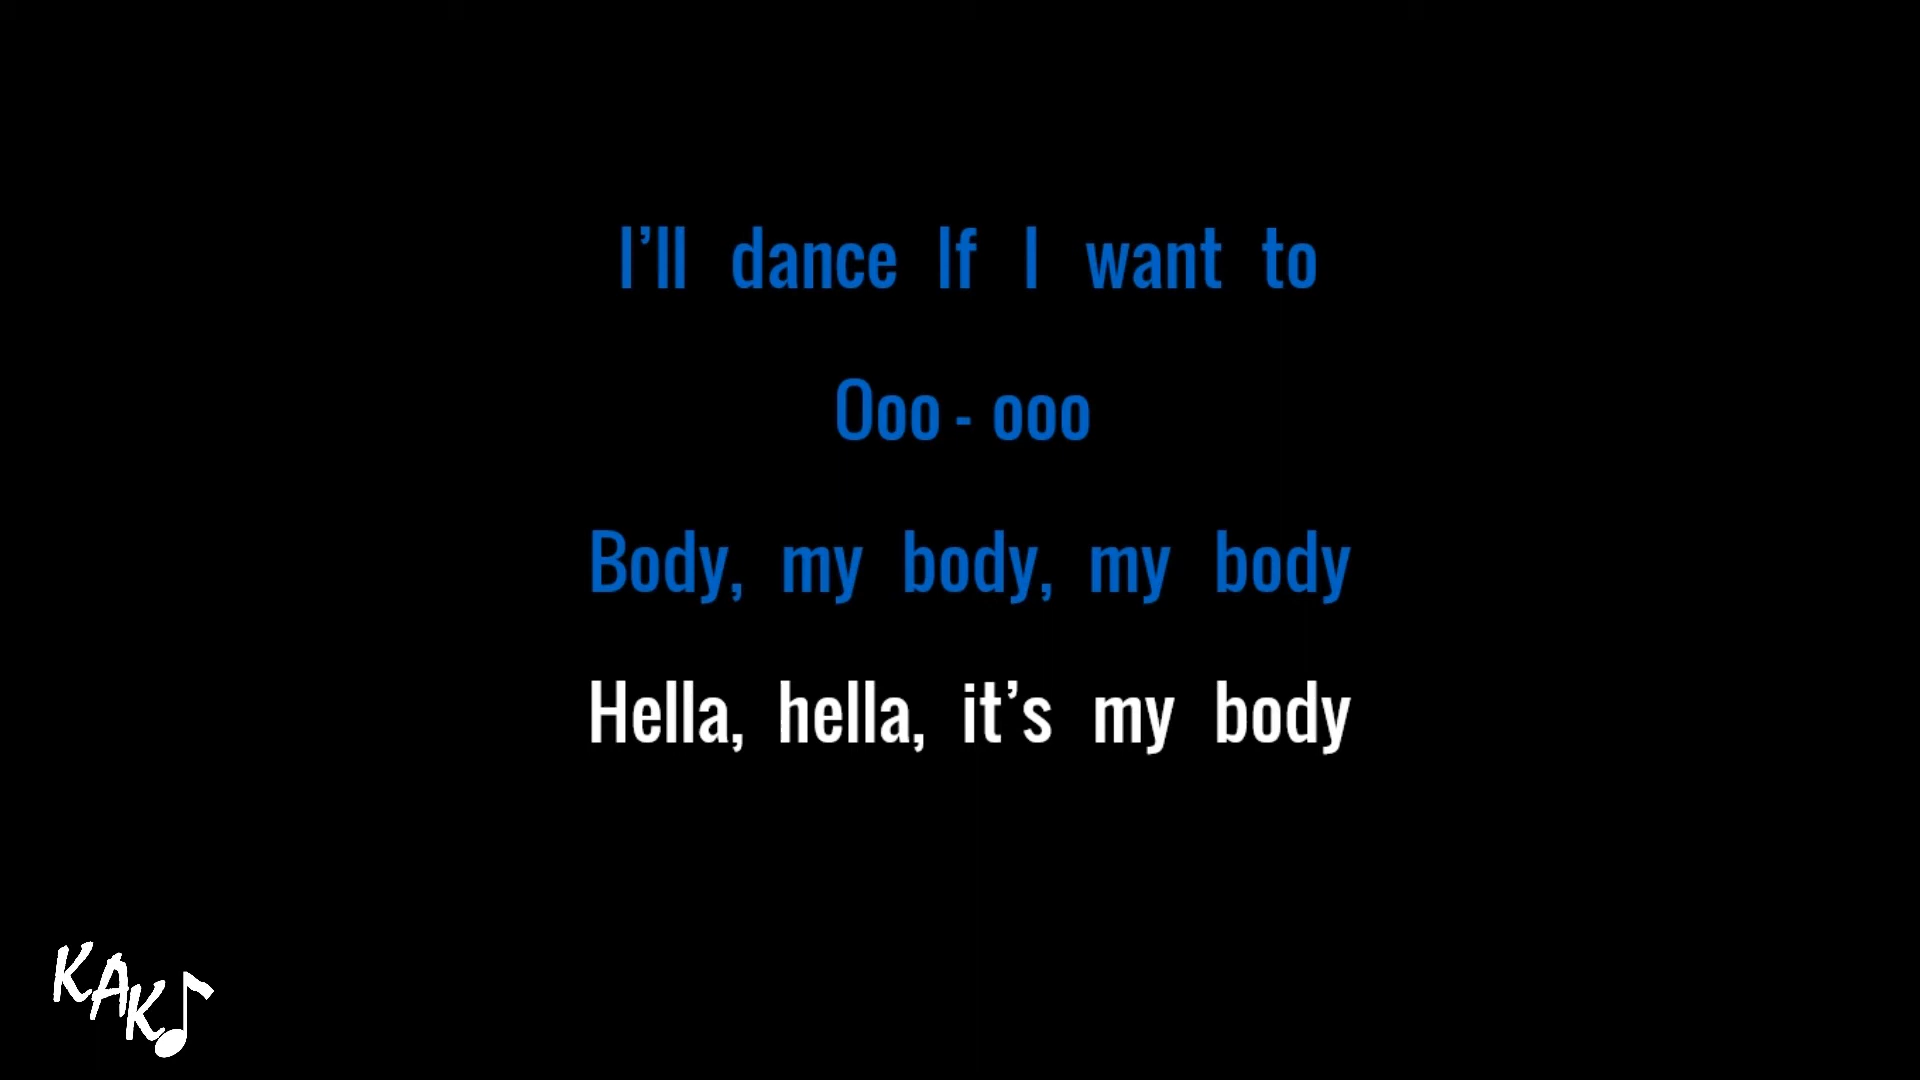 I’ll dance If I want to
Ooo - ooo
Body, my body, my body
Hella, hella, it’s my body
KAK